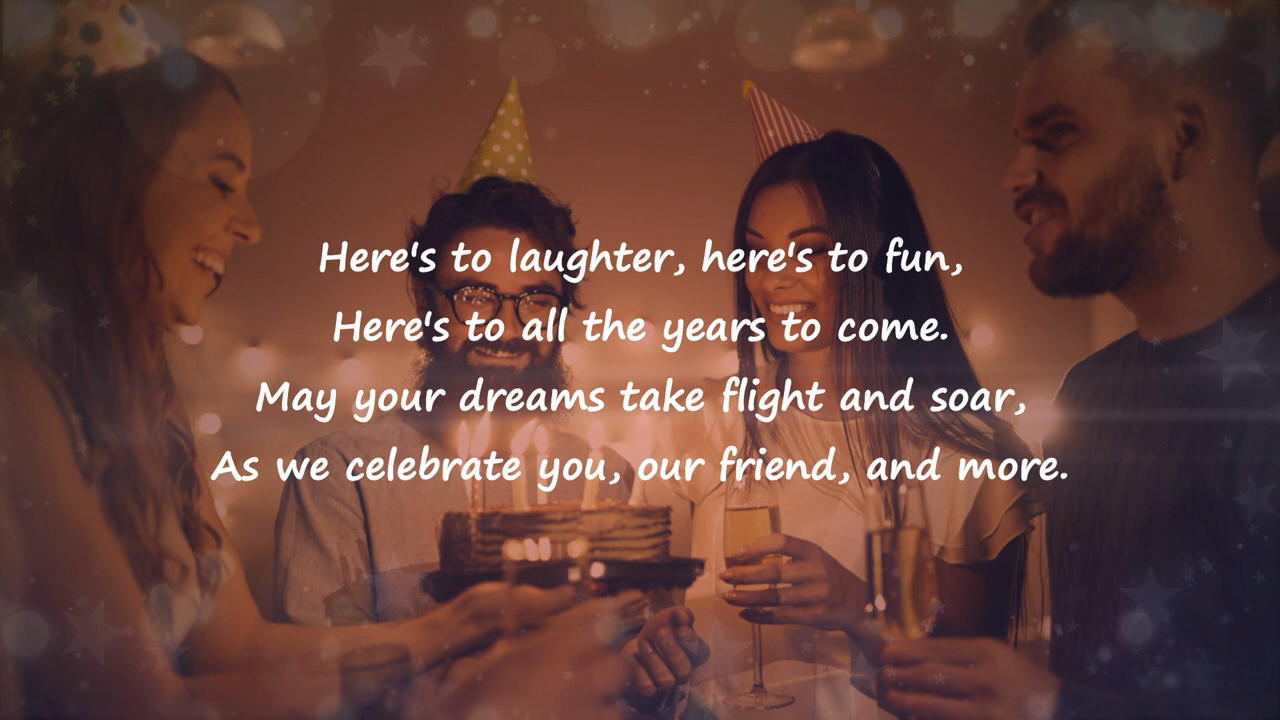 Here's to laughter, here's to fun,
Here's to all the years to come.
May your dreams take flight and soar,
As we celebrate you, our friend, and more.